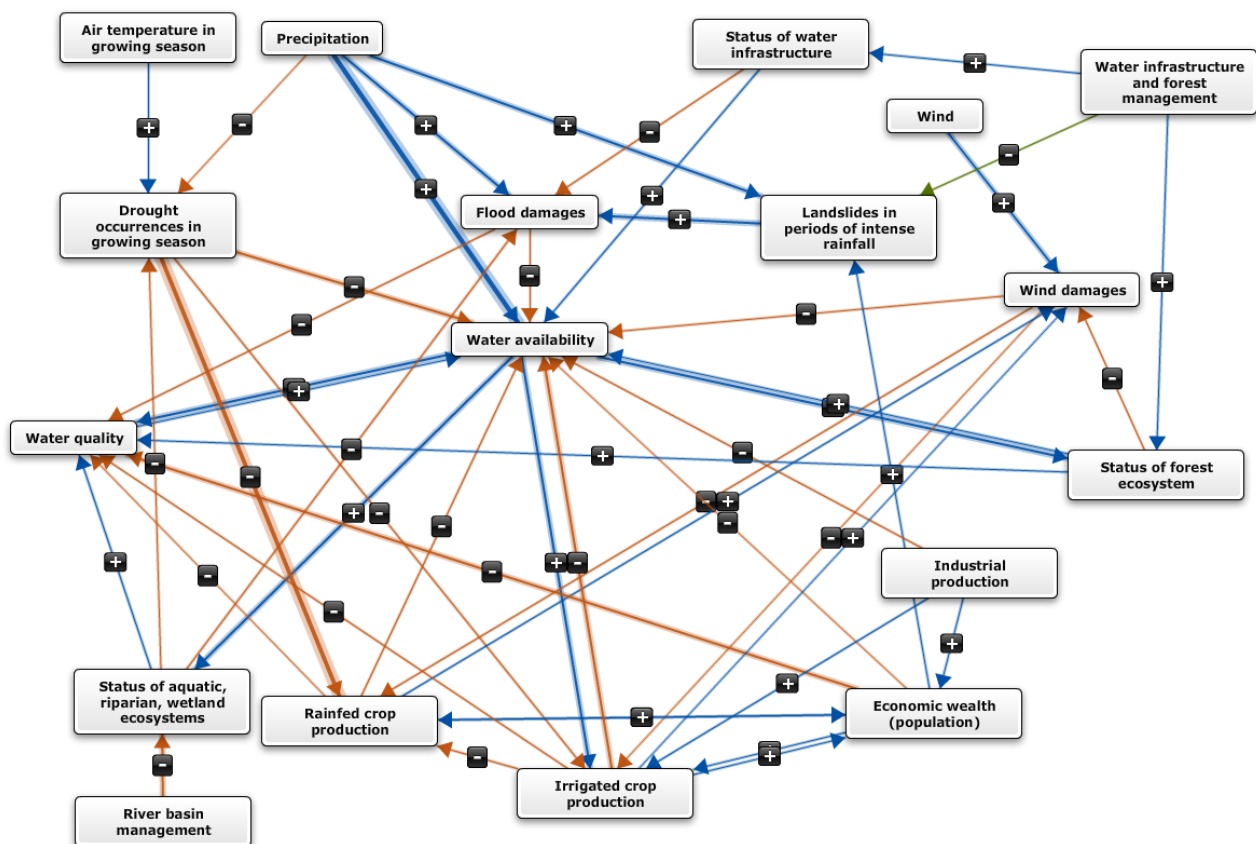 Air temperature in
growing season
Precipitation
Status of water
infrastructure
Water infrastructure
and forest
management
Wind
Drought
occurrences in
growing season
Flood damages
Landslides in
periods of intense
rainfall
Wind damages
Water availability
Water quality
Status of forest
ecosystem
Industrial
production
Status of aquatic,
riparian, wetland
ecosystems
Rainfed crop
production
Economic wealth
(population)
Irrigated crop
production
River basin
management